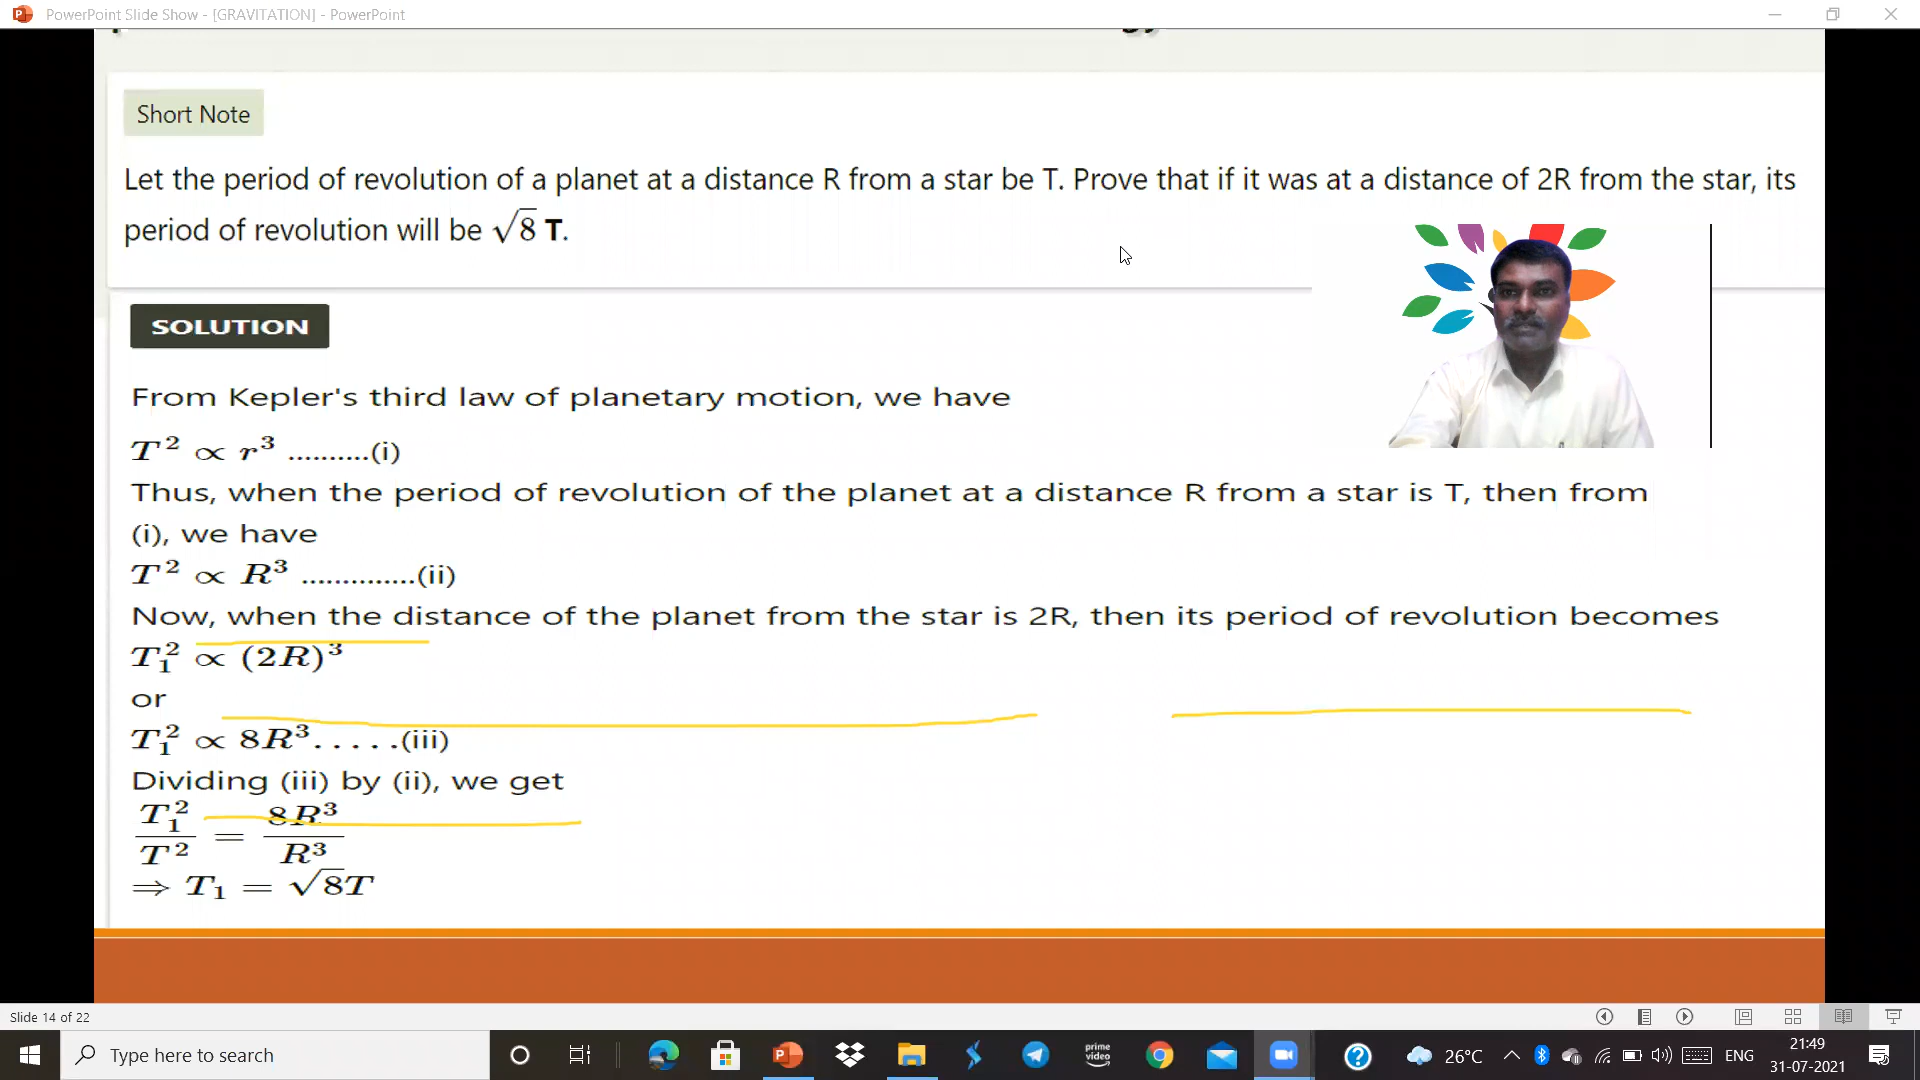 PowerPoint Slide Show - [GRAVITATION] - PowerPoint
Short Note
Let the period of revolution of a planet at a distance R from a star be T. Prove that if it was at a distance of 2R from the star, its
period of revolution will be √8 T.
SOLUTION
From Kepler's third law of planetary motion, we have
T² ∝ r³ ..........(i)
Thus, when the period of revolution of the planet at a distance R from a star is T, then from
(i), we have
T² ∝ R³ ..............(ii)
Now, when the distance of the planet from the star is 2R, then its period of revolution becomes
T₁² ∝ (2R)³
or
T₁² ∝ 8R³.....(iii)
Dividing (iii) by (ii), we get
T₁²/T² = 8R³/R³
⇒ T₁ = √8T
Slide 14 of 22
Type here to search
prime video
26°C
ENG
21:49
31-07-2021